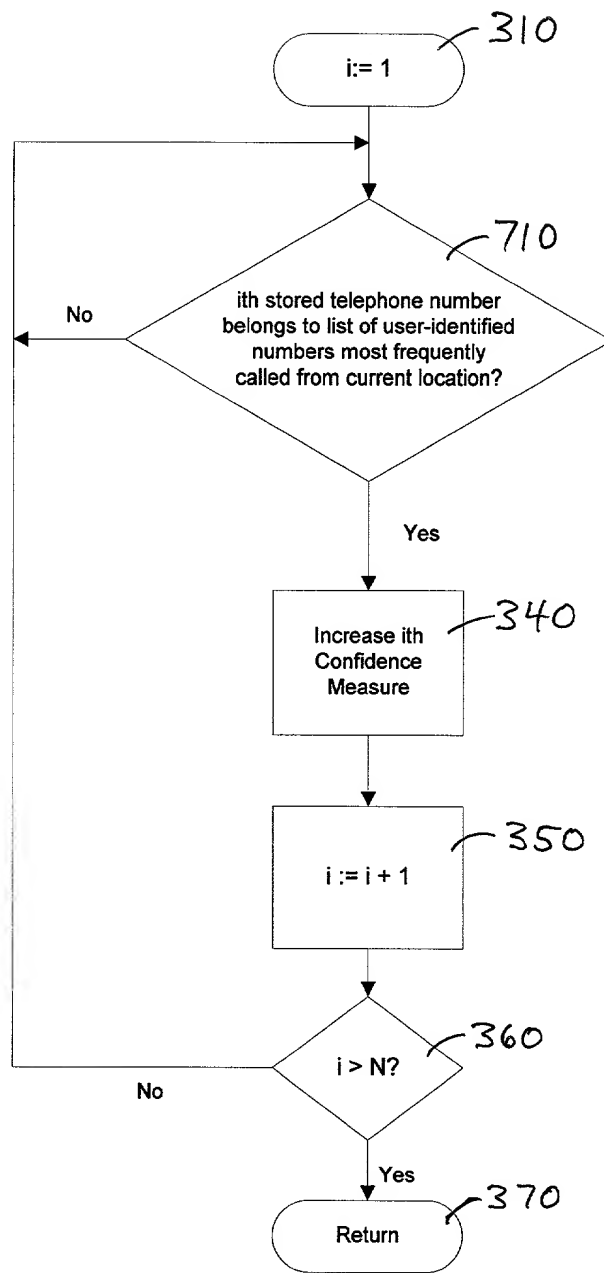 310
i:= 1
710
ith stored telephone number
belongs to list of user-identified
numbers most frequently
called from current location?
No
Yes
340
Increase ith
Confidence
Measure
350
i := i + 1
360
i > N?
No
Yes
370
Return